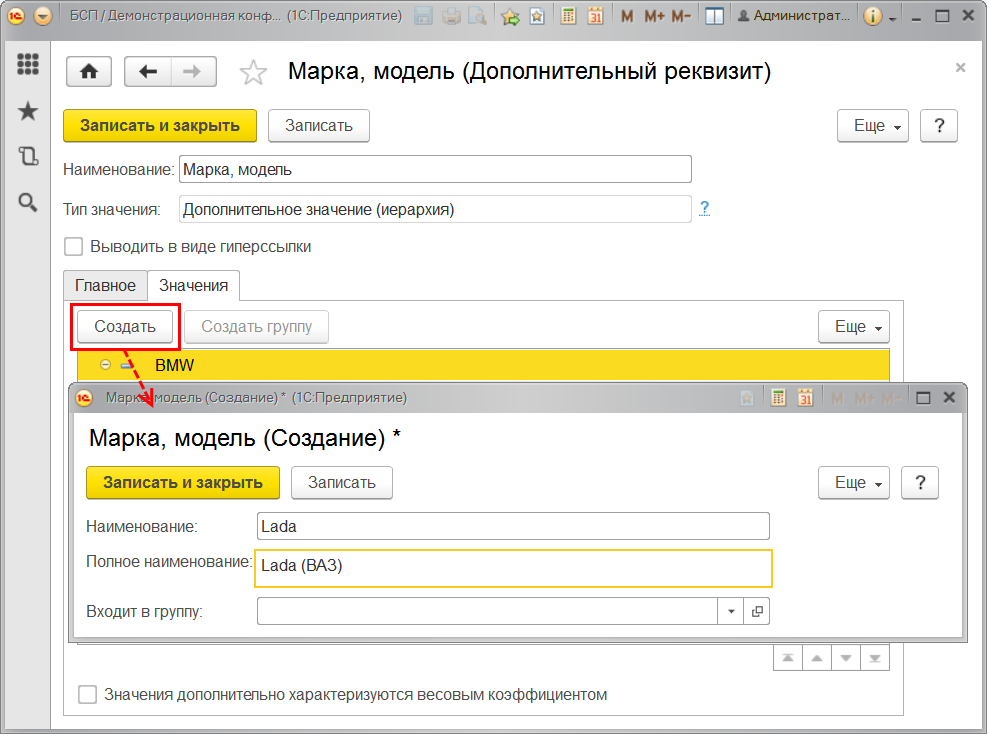 БСП / Демонстрационная конф... (1С:Предприятие) M M+ M- Администрат...
Марка, модель (Дополнительный реквизит)
Записать и закрыть Записать Еще ?
Наименование: Марка, модель
Тип значения: Дополнительное значение (иерархия) ?
Выводить в виде гиперссылки
Главное Значения
Создать Создать группу Еще
BMW
Марка, модель (Создание) * (1С:Предприятие) M M+ M-
Марка, модель (Создание) *
Записать и закрыть Записать Еще ?
Наименование: Lada
Полное наименование: Lada (ВАЗ)
Входит в группу:
Значения дополнительно характеризуются весовым коэффициентом